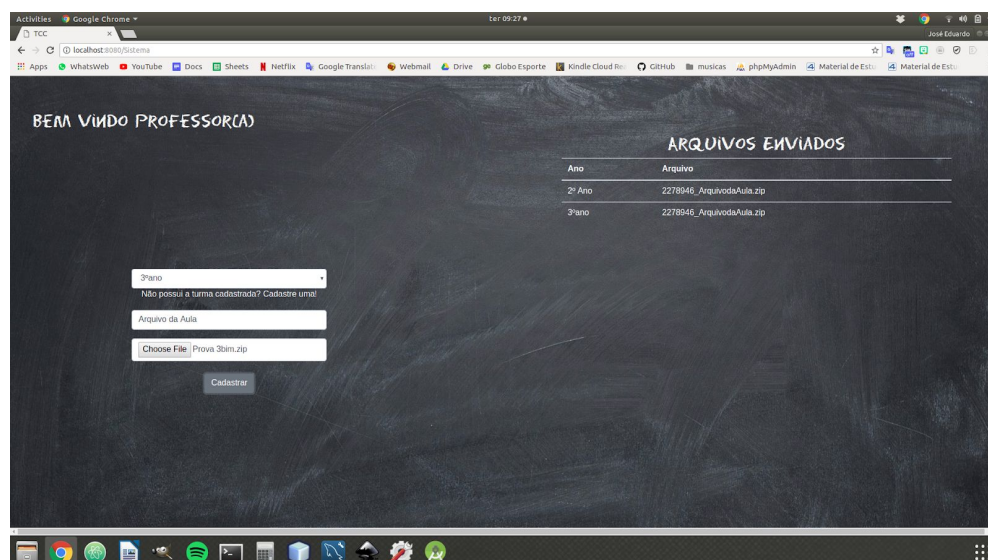 Activities Google Chrome ter 09:27
TCC José Eduardo
localhost:8080/Sistema
Apps WhatsWeb YouTube Docs Sheets Netflix Google Translat Webmail Drive Globo Esporte Kindle Cloud Re GitHub musicas phpMyAdmin Material de Estu Material de Estu
BEM VINDO PROFESSOR(A)
ARQUIVOS ENVIADOS
Ano Arquivo
2º Ano 2278946_ArquivodaAula.zip
3ºano 2278946_ArquivodaAula.zip
3ºano
Não possui a turma cadastrada? Cadastre uma!
Arquivo da Aula
Choose File Prova 3bim.zip
Cadastrar